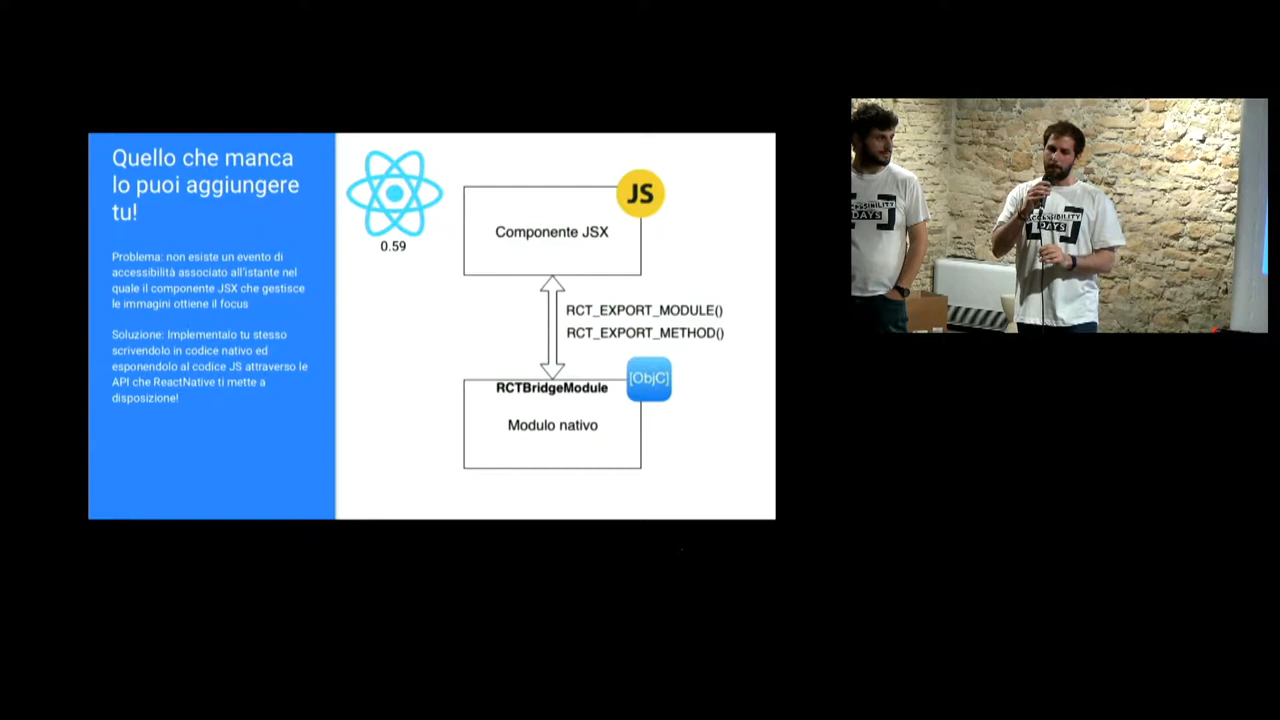 Quello che manca
lo puoi aggiungere
tu!
Problema: non esiste un evento di
accessibilità associato all'istante nel
quale il componente JSX che gestisce
le immagini ottiene il focus
Soluzione: Implementalo tu stesso
scrivendolo in codice nativo ed
esponendolo al codice JS attraverso le
API che ReactNative ti mette a
disposizione!
0.59
JS
Componente JSX
RCT_EXPORT_MODULE()
RCT_EXPORT_METHOD()
[ObjC]
RCTBridgeModule
Modulo nativo
DAYS
ACCESSIBILITY
DAYS